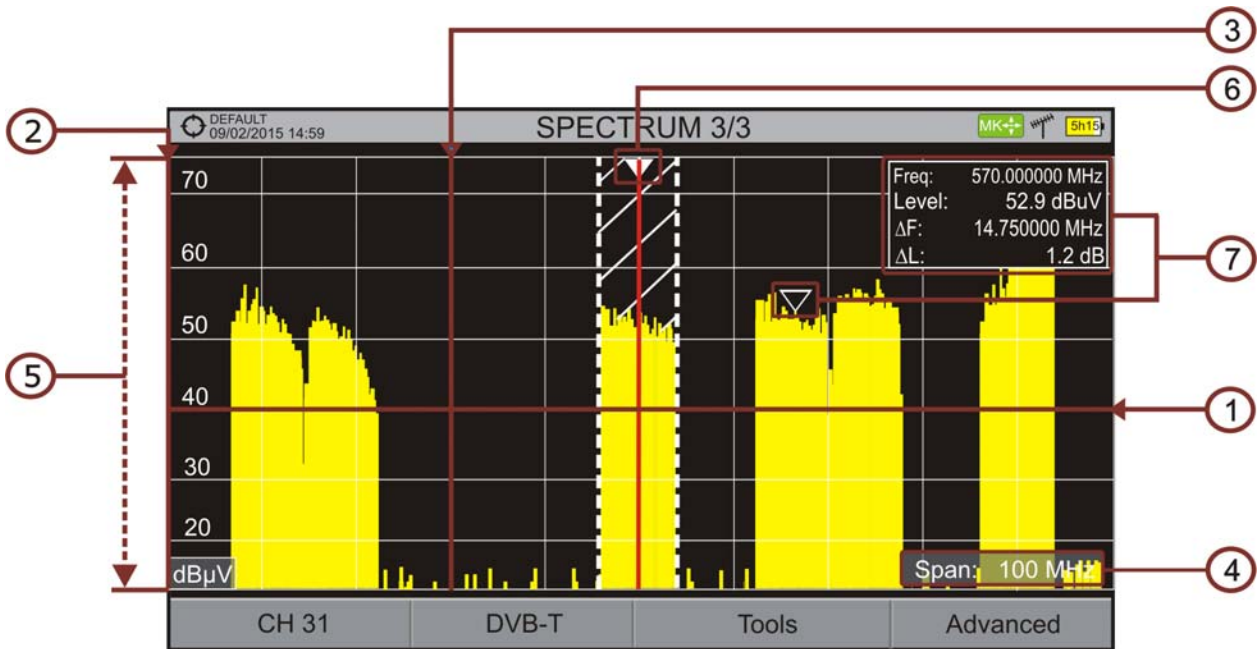 3
6
2
DEFAULT
09/02/2015 14:59
SPECTRUM 3/3
MK
5h15
70
Freq: 570.000000 MHz
Level: 52.9 dBuV
ΔF: 14.750000 MHz
ΔL: 1.2 dB
7
60
50
5
40
1
30
20
dBµV
Span: 100 MHz
4
CH 31
DVB-T
Tools
Advanced